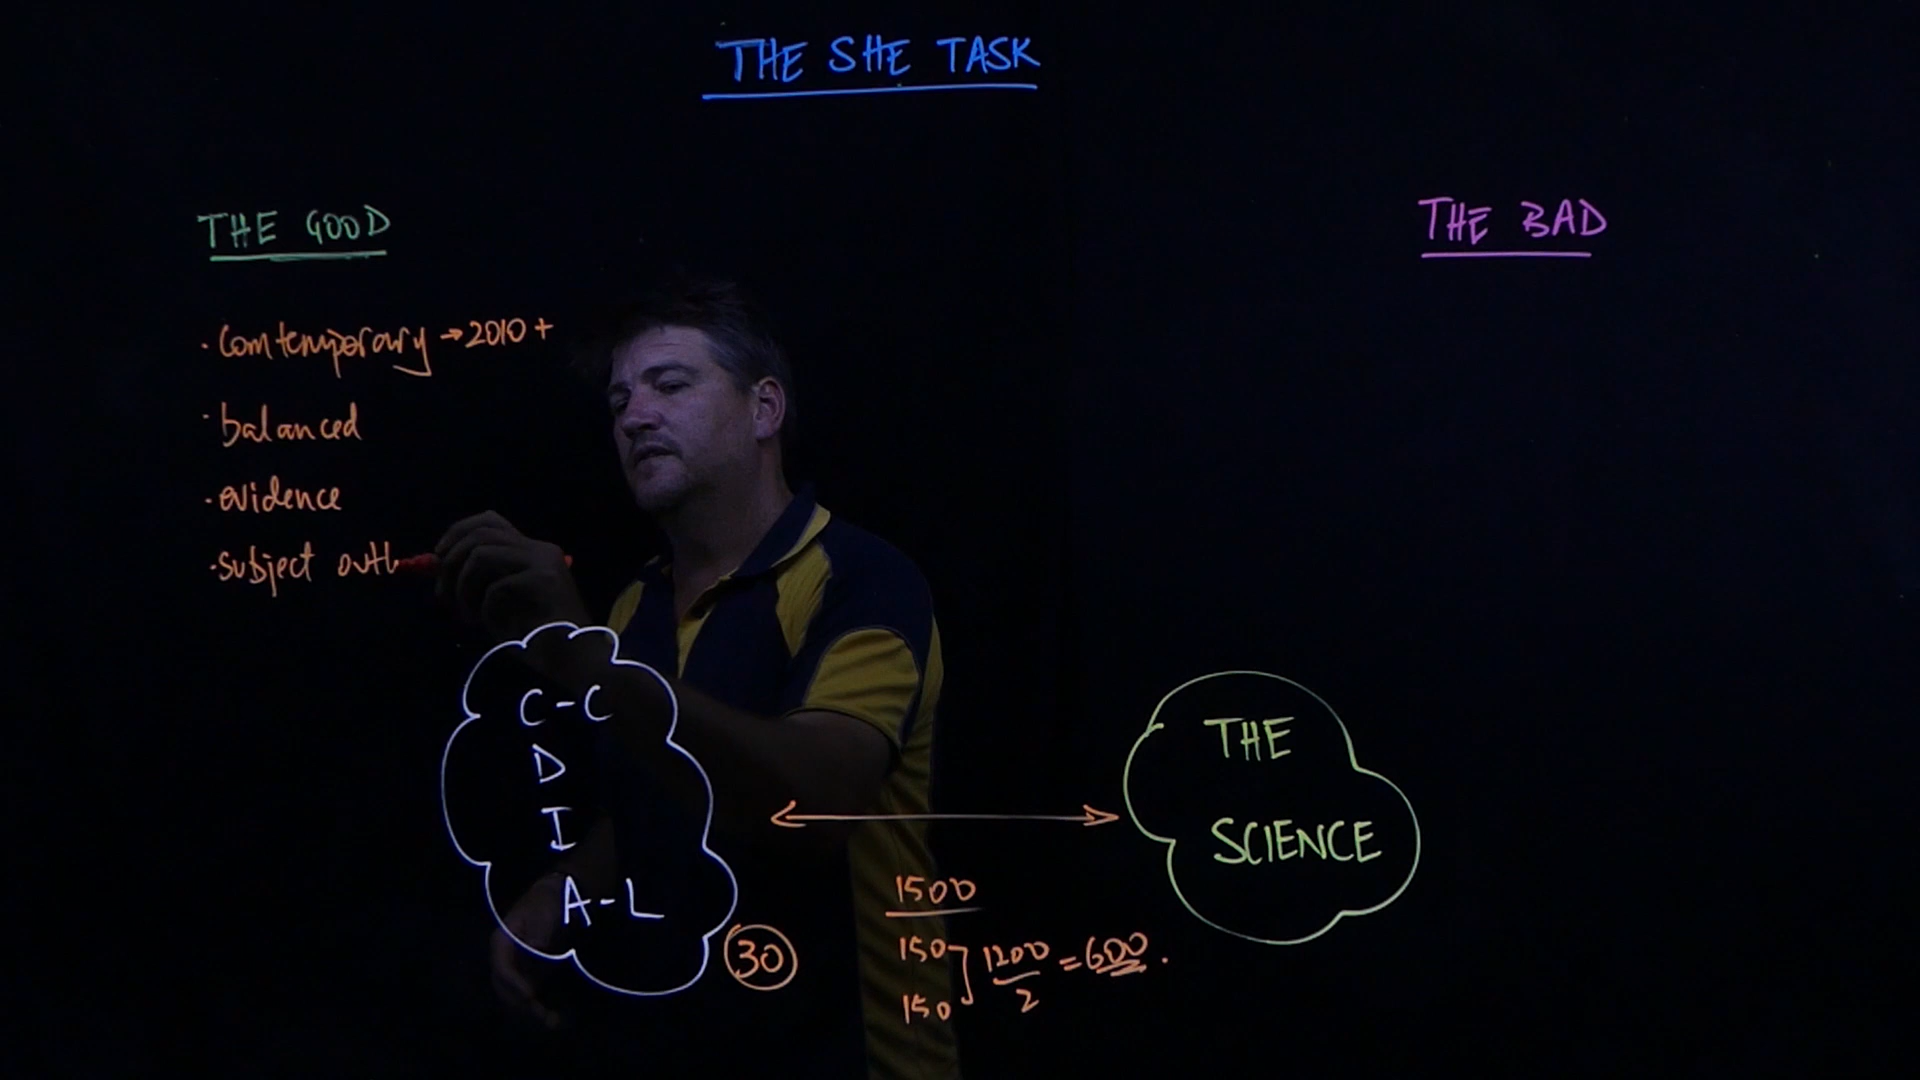 THE SHE TASK
THE GOOD
THE BAD
· Contemporary → 2010+
· balanced
· evidence
· subject outl
C-C
D
I
A-L
30
THE
SCIENCE
1500
150
150
1200/2 = 600.